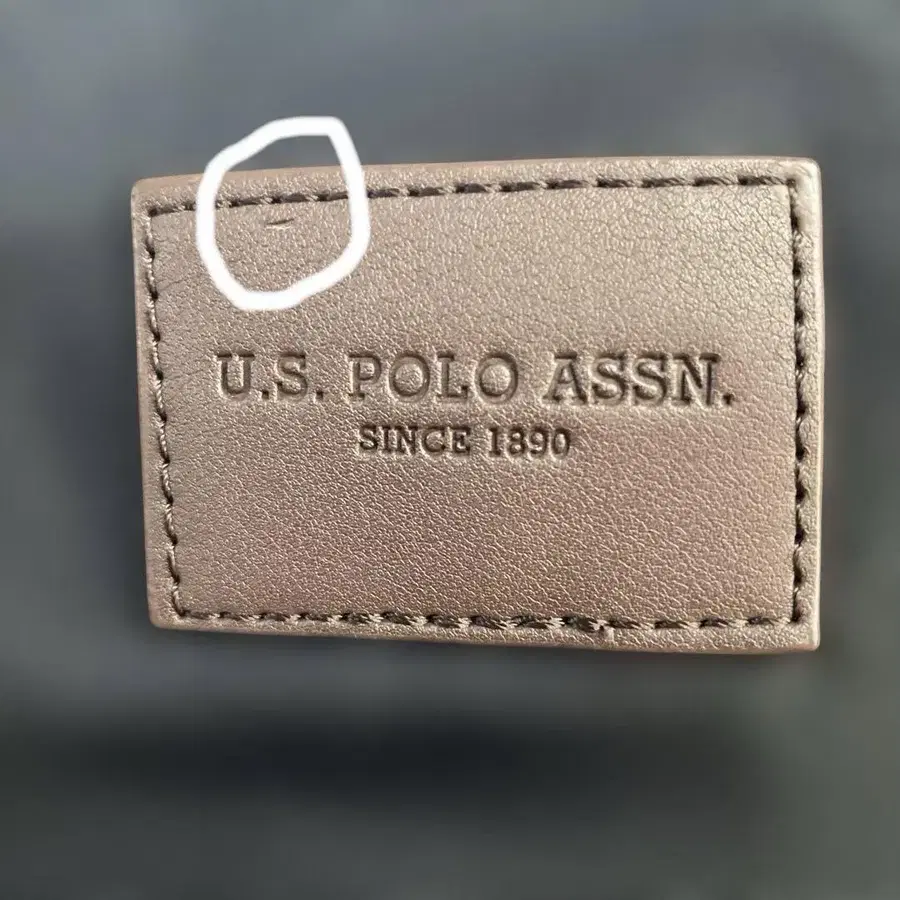 U.S. POLO ASSN.
SINCE 1890